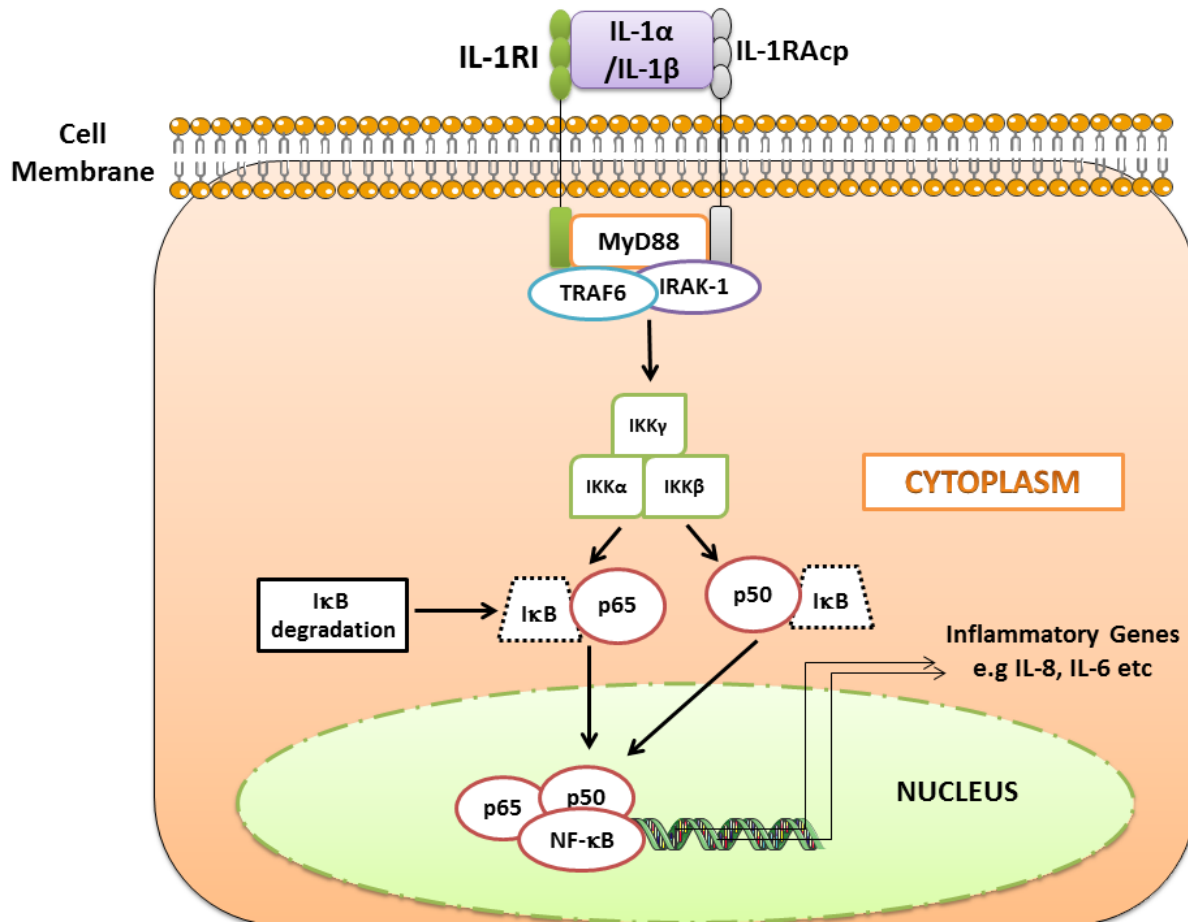 IL-1RI
IL-1α
/IL-1β
IL-1RAcp
Cell
Membrane
MyD88
TRAF6
IRAK-1
IKKγ
IKKα
IKKβ
CYTOPLASM
IκB
degradation
IκB
p65
p50
IκB
Inflammatory Genes
e.g IL-8, IL-6 etc
NUCLEUS
p65
p50
NF-κB